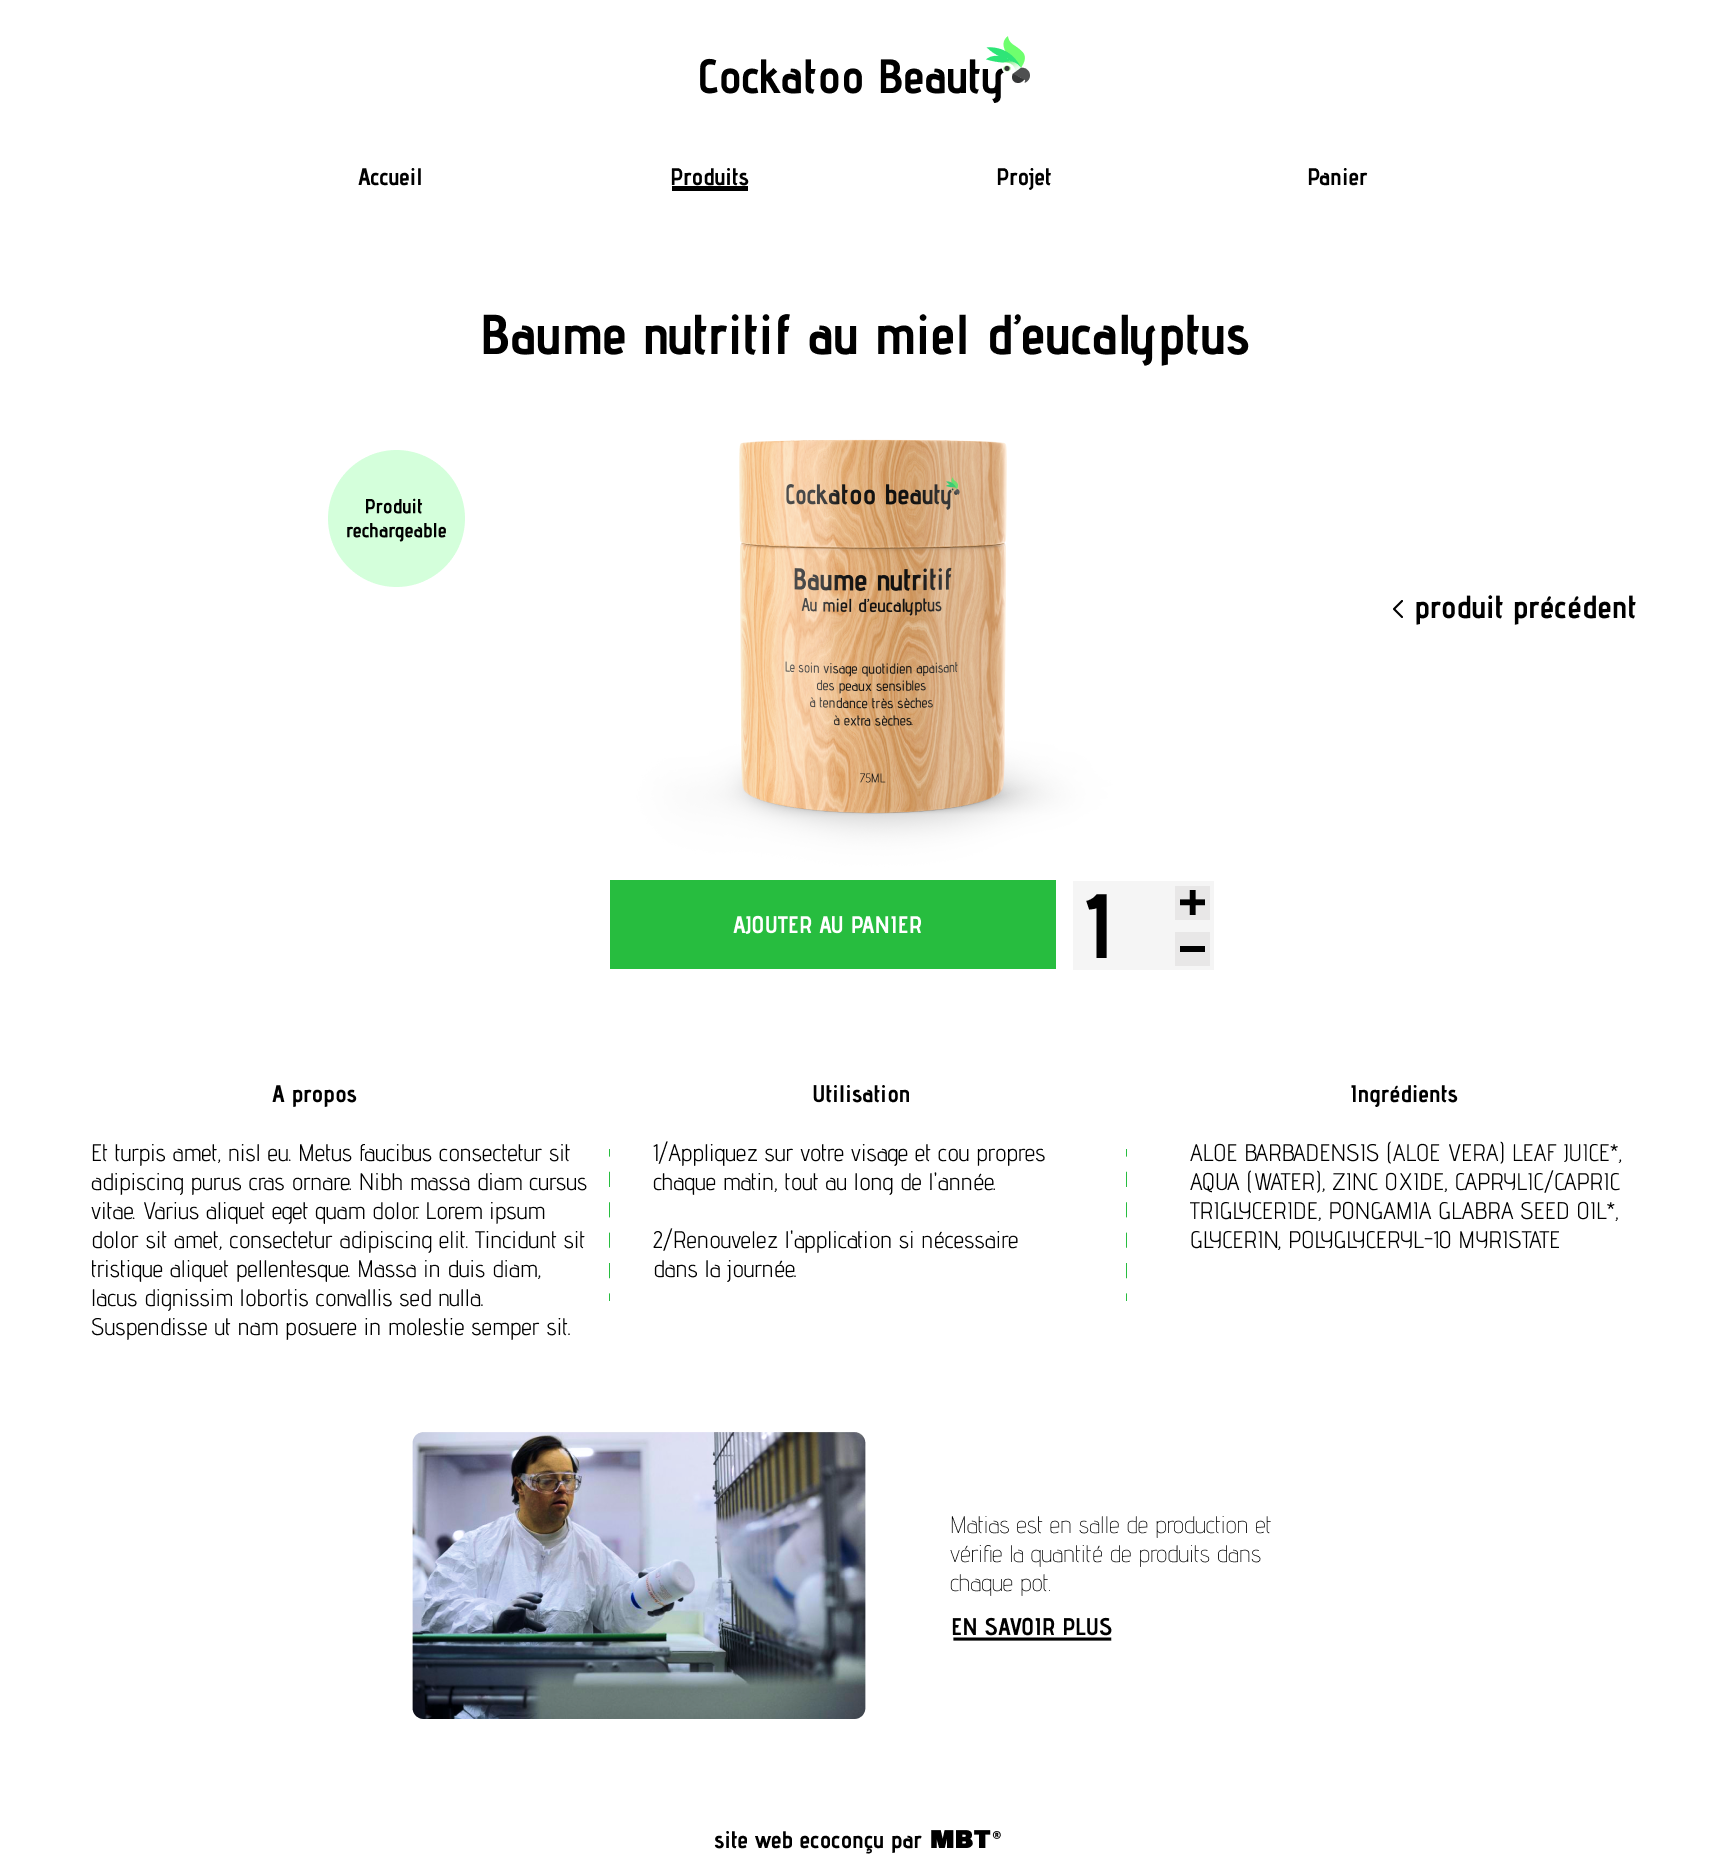 Cockatoo Beauty
Accueil
Produits
Projet
Panier
Baume nutritif au miel d’eucalyptus
Produit
rechargeable
Cockatoo beauty
Baume nutritif
Au miel d'eucalyptus
Le soin visage quotidien apaisant
des peaux sensibles
à tendance très sèches
à extra sèches.
75ML
< produit précédent
AJOUTER AU PANIER
1
+
−
A propos
Et turpis amet, nisl eu. Metus faucibus consectetur sit
adipiscing purus cras ornare. Nibh massa diam cursus
vitae. Varius aliquet eget quam dolor. Lorem ipsum
dolor sit amet, consectetur adipiscing elit. Tincidunt sit
tristique aliquet pellentesque. Massa in duis diam,
lacus dignissim lobortis convallis sed nulla.
Suspendisse ut nam posuere in molestie semper sit.
Utilisation
1/Appliquez sur votre visage et cou propres
chaque matin, tout au long de l'année.
2/Renouvelez l'application si nécessaire
dans la journée.
Ingrédients
ALOE BARBADENSIS (ALOE VERA) LEAF JUICE*,
AQUA (WATER), ZINC OXIDE, CAPRYLIC/CAPRIC
TRIGLYCERIDE, PONGAMIA GLABRA SEED OIL*,
GLYCERIN, POLYGLYCERYL-10 MYRISTATE
Matias est en salle de production et
vérifie la quantité de produits dans
chaque pot.
EN SAVOIR PLUS
site web ecoconçu par MBT®